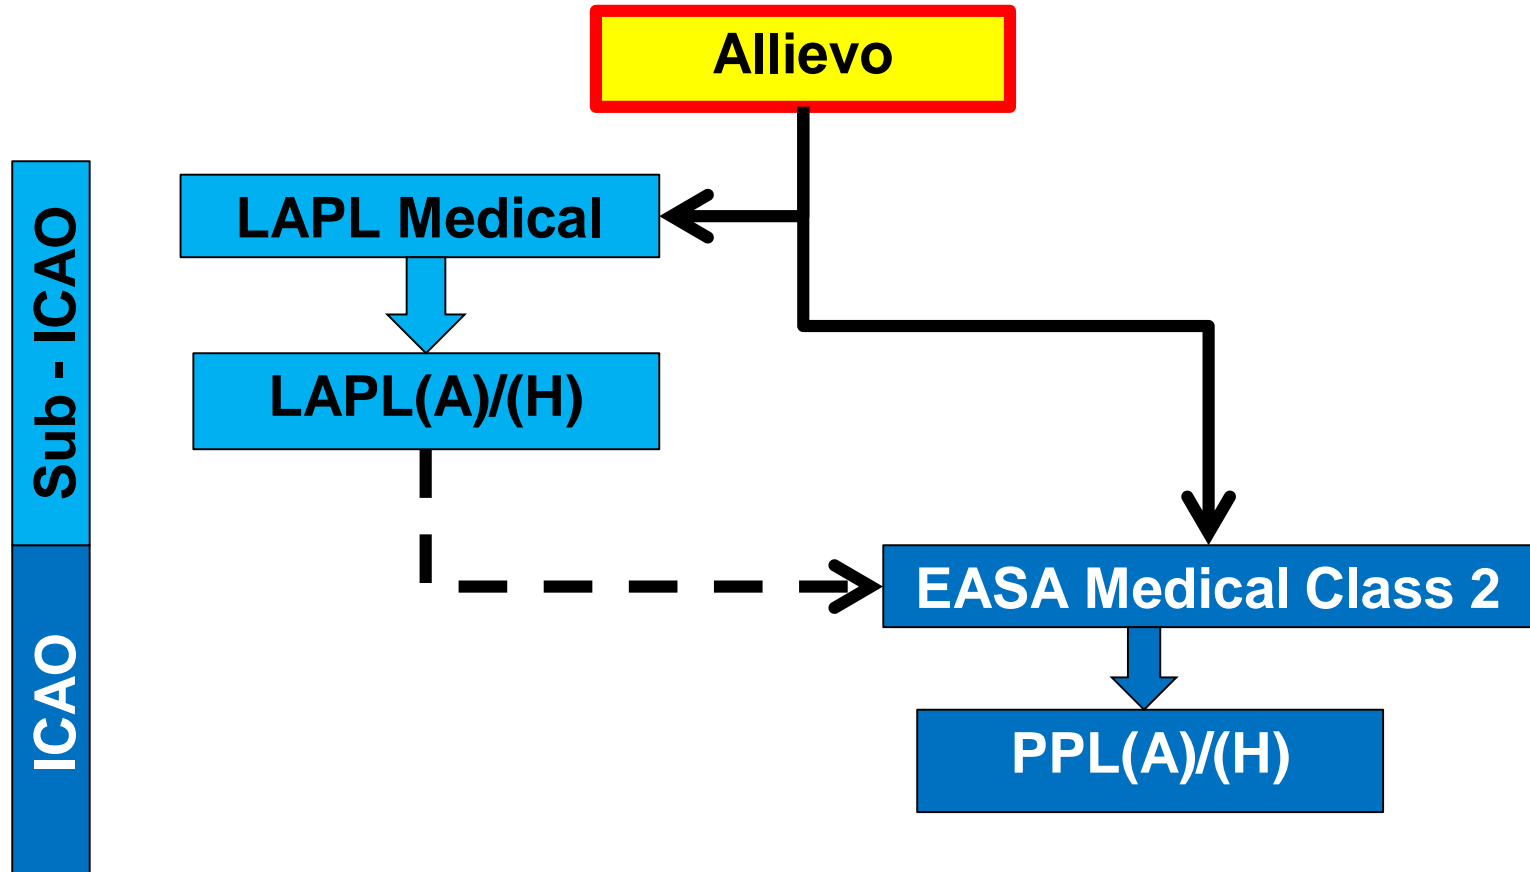 Allievo
Sub - ICAO
LAPL Medical
LAPL(A)/(H)
ICAO
EASA Medical Class 2
PPL(A)/(H)